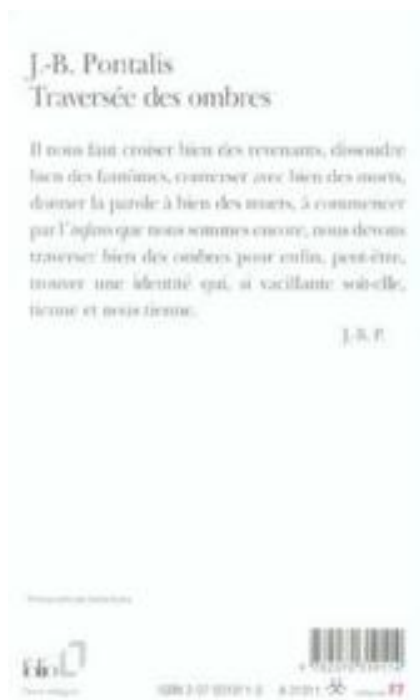 J.-B. Pontalis
Traversée des ombres
Il nous faut croiser bien des revenants, dissoudre
bien des fantômes, converser avec bien des morts,
donner la parole à bien des muets, à commencer
par l'infans que nous sommes encore, nous devons
traverser bien des ombres pour enfin, peut-être,
trouver une identité qui, si vacillante soit-elle,
tienne et nous tienne.
J.-B. P.
folio